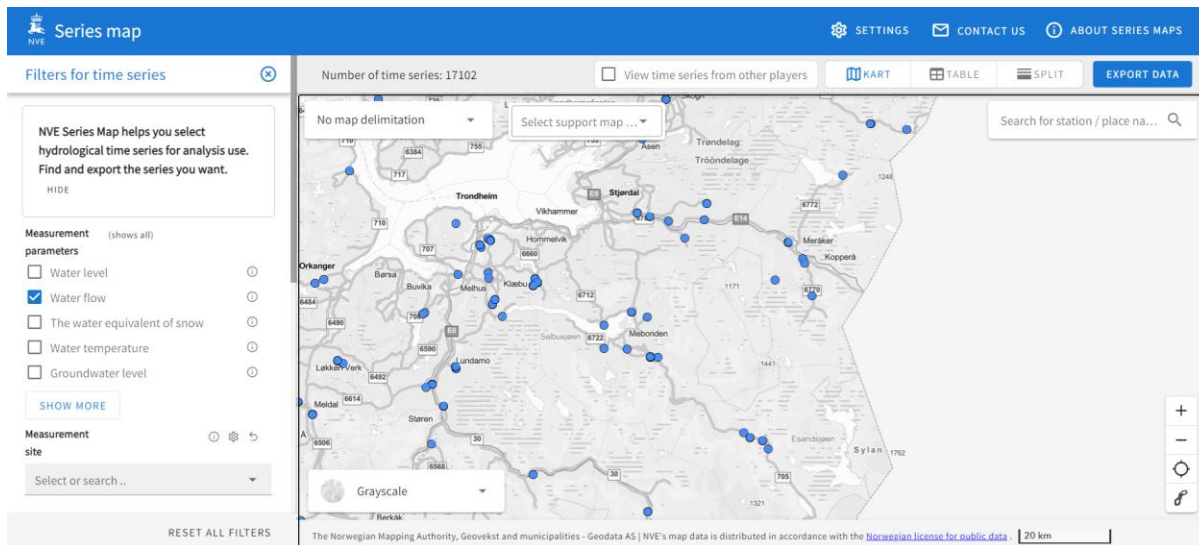 NVE
Series map
SETTINGS
CONTACT US
ABOUT SERIES MAPS
Filters for time series
Number of time series: 17102
View time series from other players
KART
TABLE
SPLIT
EXPORT DATA
NVE Series Map helps you select
hydrological time series for analysis use.
Find and export the series you want.
HIDE
Measurement (shows all)
parameters
Water level
Water flow
The water equivalent of snow
Water temperature
Groundwater level
SHOW MORE
Measurement
site
Select or search ..
RESET ALL FILTERS
No map delimitation
Select support map ...
Search for station / place na...
Skogn
Åsen
Trøndelag
Trööndelage
1248
710
6384
755
717
Trondheim
E6
Stjørdal
Vikhammer
E14
6772
710
707
Hommelvik
6660
Meråker
Kopperå
Orkanger
Børsa
Buvika
Melhus
Klæbu
6484
6712
1171
6770
708
6490
E6
Selbusjøen
6722
Mebonden
6590
Løkken Verk
6492
Lundamo
1441
Meldal
6614
Støren
6506
30
Esandsjøen
Sylan
1762
6568
30
705
1321
Berkåk
Grayscale
The Norwegian Mapping Authority, Geovekst and municipalities - Geodata AS | NVE's map data is distributed in accordance with the Norwegian license for public data .
20 km